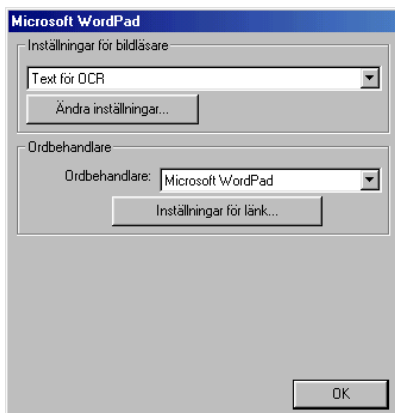 Microsoft WordPad
Inställningar för bildläsare
Text för OCR
Ändra inställningar...
Ordbehandlare
Ordbehandlare: Microsoft WordPad
Inställningar för länk...
OK